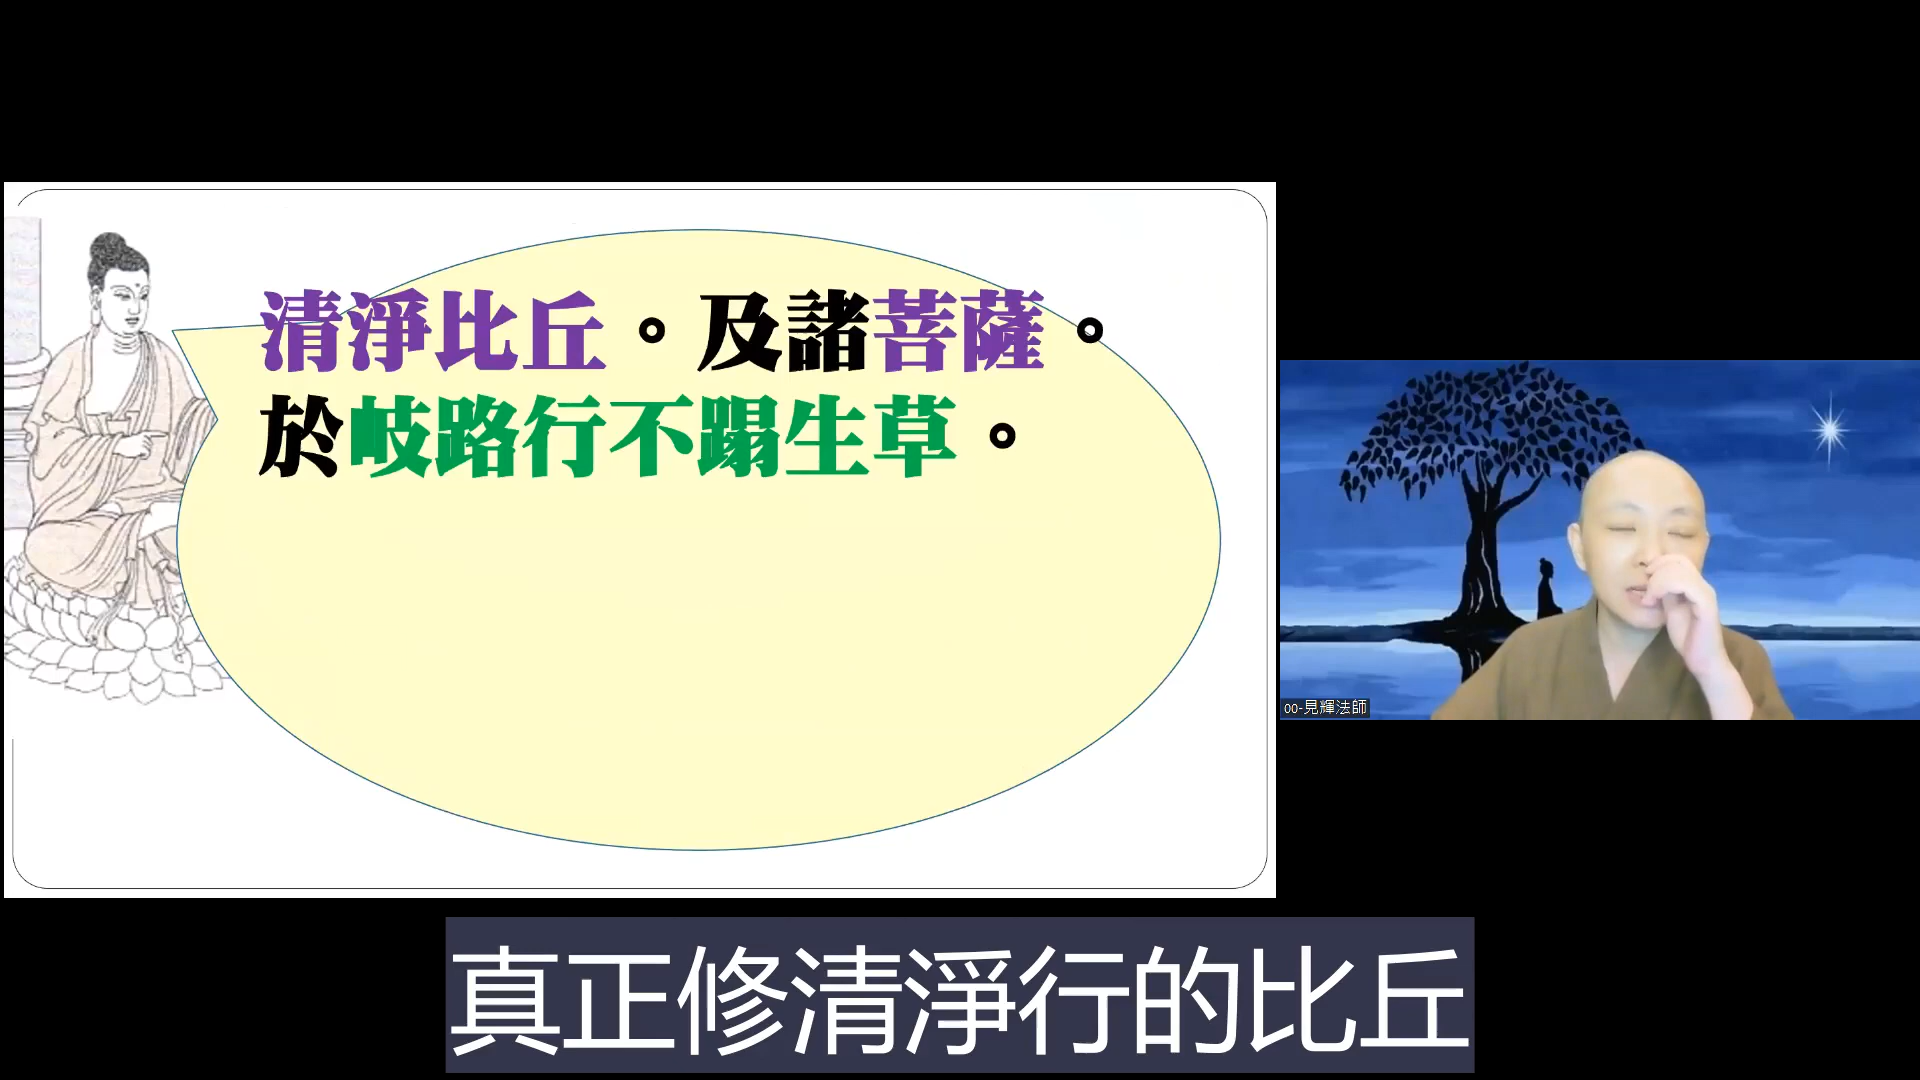 清淨比丘。及諸菩薩。
於岐路行不蹋生草。
00-見輝法師
真正修清淨行的比丘